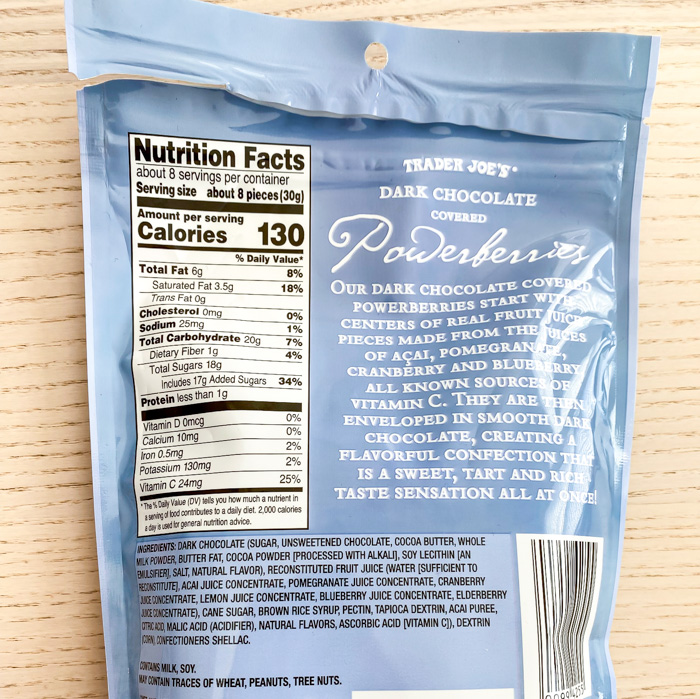 Nutrition Facts
about 8 servings per container
Serving size about 8 pieces (30g)
Amount per serving
Calories 130
% Daily Value*
Total Fat 6g 8%
Saturated Fat 3.5g 18%
Trans Fat 0g
Cholesterol 0mg 0%
Sodium 25mg 1%
Total Carbohydrate 20g 7%
Dietary Fiber 1g 4%
Total Sugars 18g
Includes 17g Added Sugars 34%
Protein less than 1g
Vitamin D 0mcg 0%
Calcium 10mg 0%
Iron 0.5mg 2%
Potassium 130mg 2%
Vitamin C 24mg 25%
*The % Daily Value (DV) tells you how much a nutrient in
a serving of food contributes to a daily diet. 2,000 calories
a day is used for general nutrition advice.
TRADER JOE'S
DARK CHOCOLATE
COVERED
Powerberries
OUR DARK CHOCOLATE COVERED
POWERBERRIES START WITH
CENTERS OF REAL FRUIT JUICE
PIECES MADE FROM THE JUICES
OF AÇAI, POMEGRANATE,
CRANBERRY AND BLUEBERRY,
ALL KNOWN SOURCES OF
VITAMIN C. THEY ARE THEN
ENVELOPED IN SMOOTH DARK
CHOCOLATE, CREATING A
FLAVORFUL CONFECTION THAT
IS A SWEET, TART AND RICH
TASTE SENSATION ALL AT ONCE!
INGREDIENTS: DARK CHOCOLATE (SUGAR, UNSWEETENED CHOCOLATE, COCOA BUTTER, WHOLE
MILK POWDER, BUTTER FAT, COCOA POWDER [PROCESSED WITH ALKALI], SOY LECITHIN [AN
EMULSIFIER], SALT, NATURAL FLAVOR), RECONSTITUTED FRUIT JUICE (WATER [SUFFICIENT TO
RECONSTITUTE], ACAI JUICE CONCENTRATE, POMEGRANATE JUICE CONCENTRATE, CRANBERRY
JUICE CONCENTRATE, LEMON JUICE CONCENTRATE, BLUEBERRY JUICE CONCENTRATE, ELDERBERRY
JUICE CONCENTRATE), CANE SUGAR, BROWN RICE SYRUP, PECTIN, TAPIOCA DEXTRIN, ACAI PUREE,
CITRIC ACID, MALIC ACID (ACIDIFIER), NATURAL FLAVORS, ASCORBIC ACID [VITAMIN C]), DEXTRIN
(CORN), CONFECTIONERS SHELLAC.
CONTAINS MILK, SOY.
MAY CONTAIN TRACES OF WHEAT, PEANUTS, TREE NUTS.